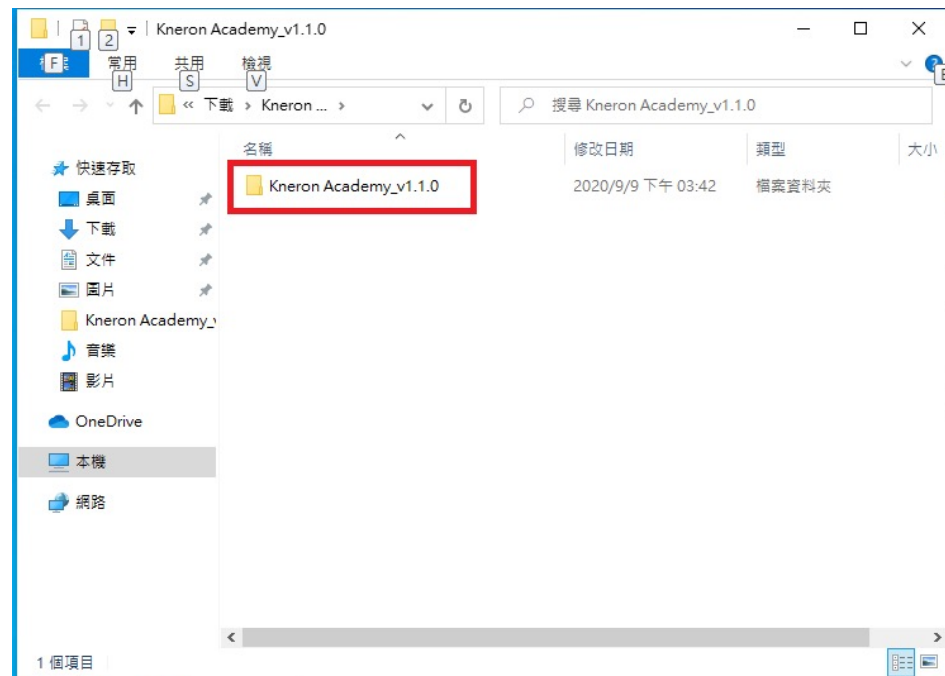 Kneron Academy_v1.1.0
1 2
F 常用 共用 檢視
H S V
« 下載 › Kneron ... › 搜尋 Kneron Academy_v1.1.0
名稱 修改日期 類型 大小
Kneron Academy_v1.1.0 2020/9/9 下午 03:42 檔案資料夾
快速存取
桌面
下載
文件
圖片
Kneron Academy_v
音樂
影片
OneDrive
本機
網路
1 個項目